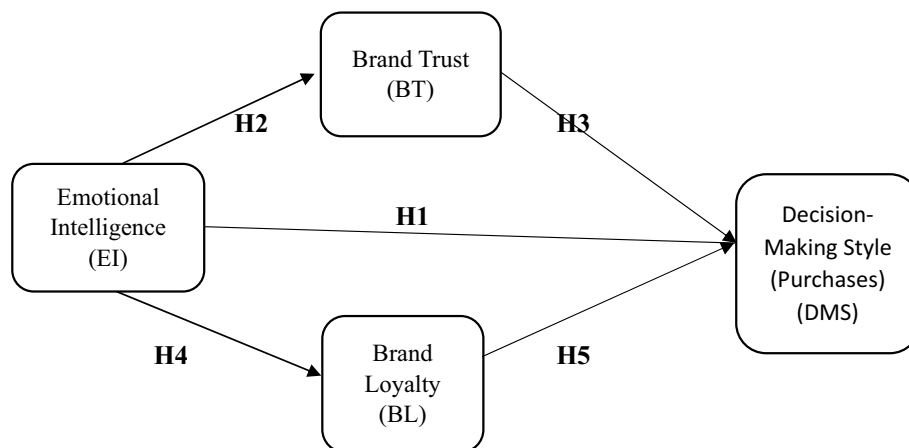 Brand Trust
(BT)
H2
H3
Emotional
Intelligence
(EI)
H1
Decision-
Making Style
(Purchases)
(DMS)
H4
Brand
Loyalty
(BL)
H5